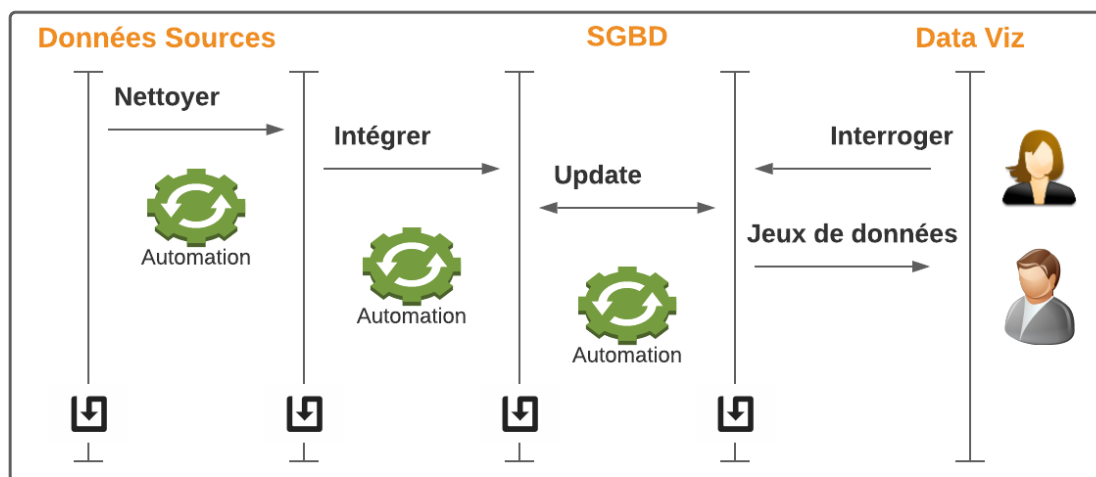 Données Sources
SGBD
Data Viz
Nettoyer
Intégrer
Interroger
Update
Jeux de données
Automation
Automation
Automation